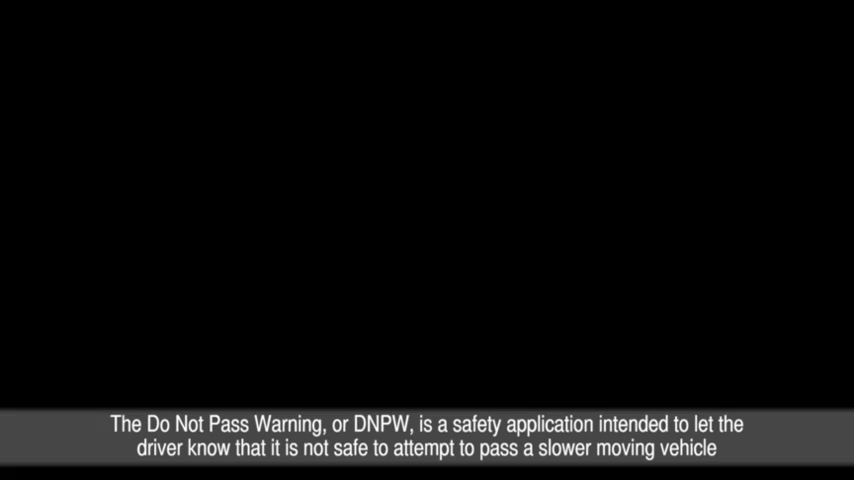 The Do Not Pass Warning, or DNPW, is a safety application intended to let the
driver know that it is not safe to attempt to pass a slower moving vehicle